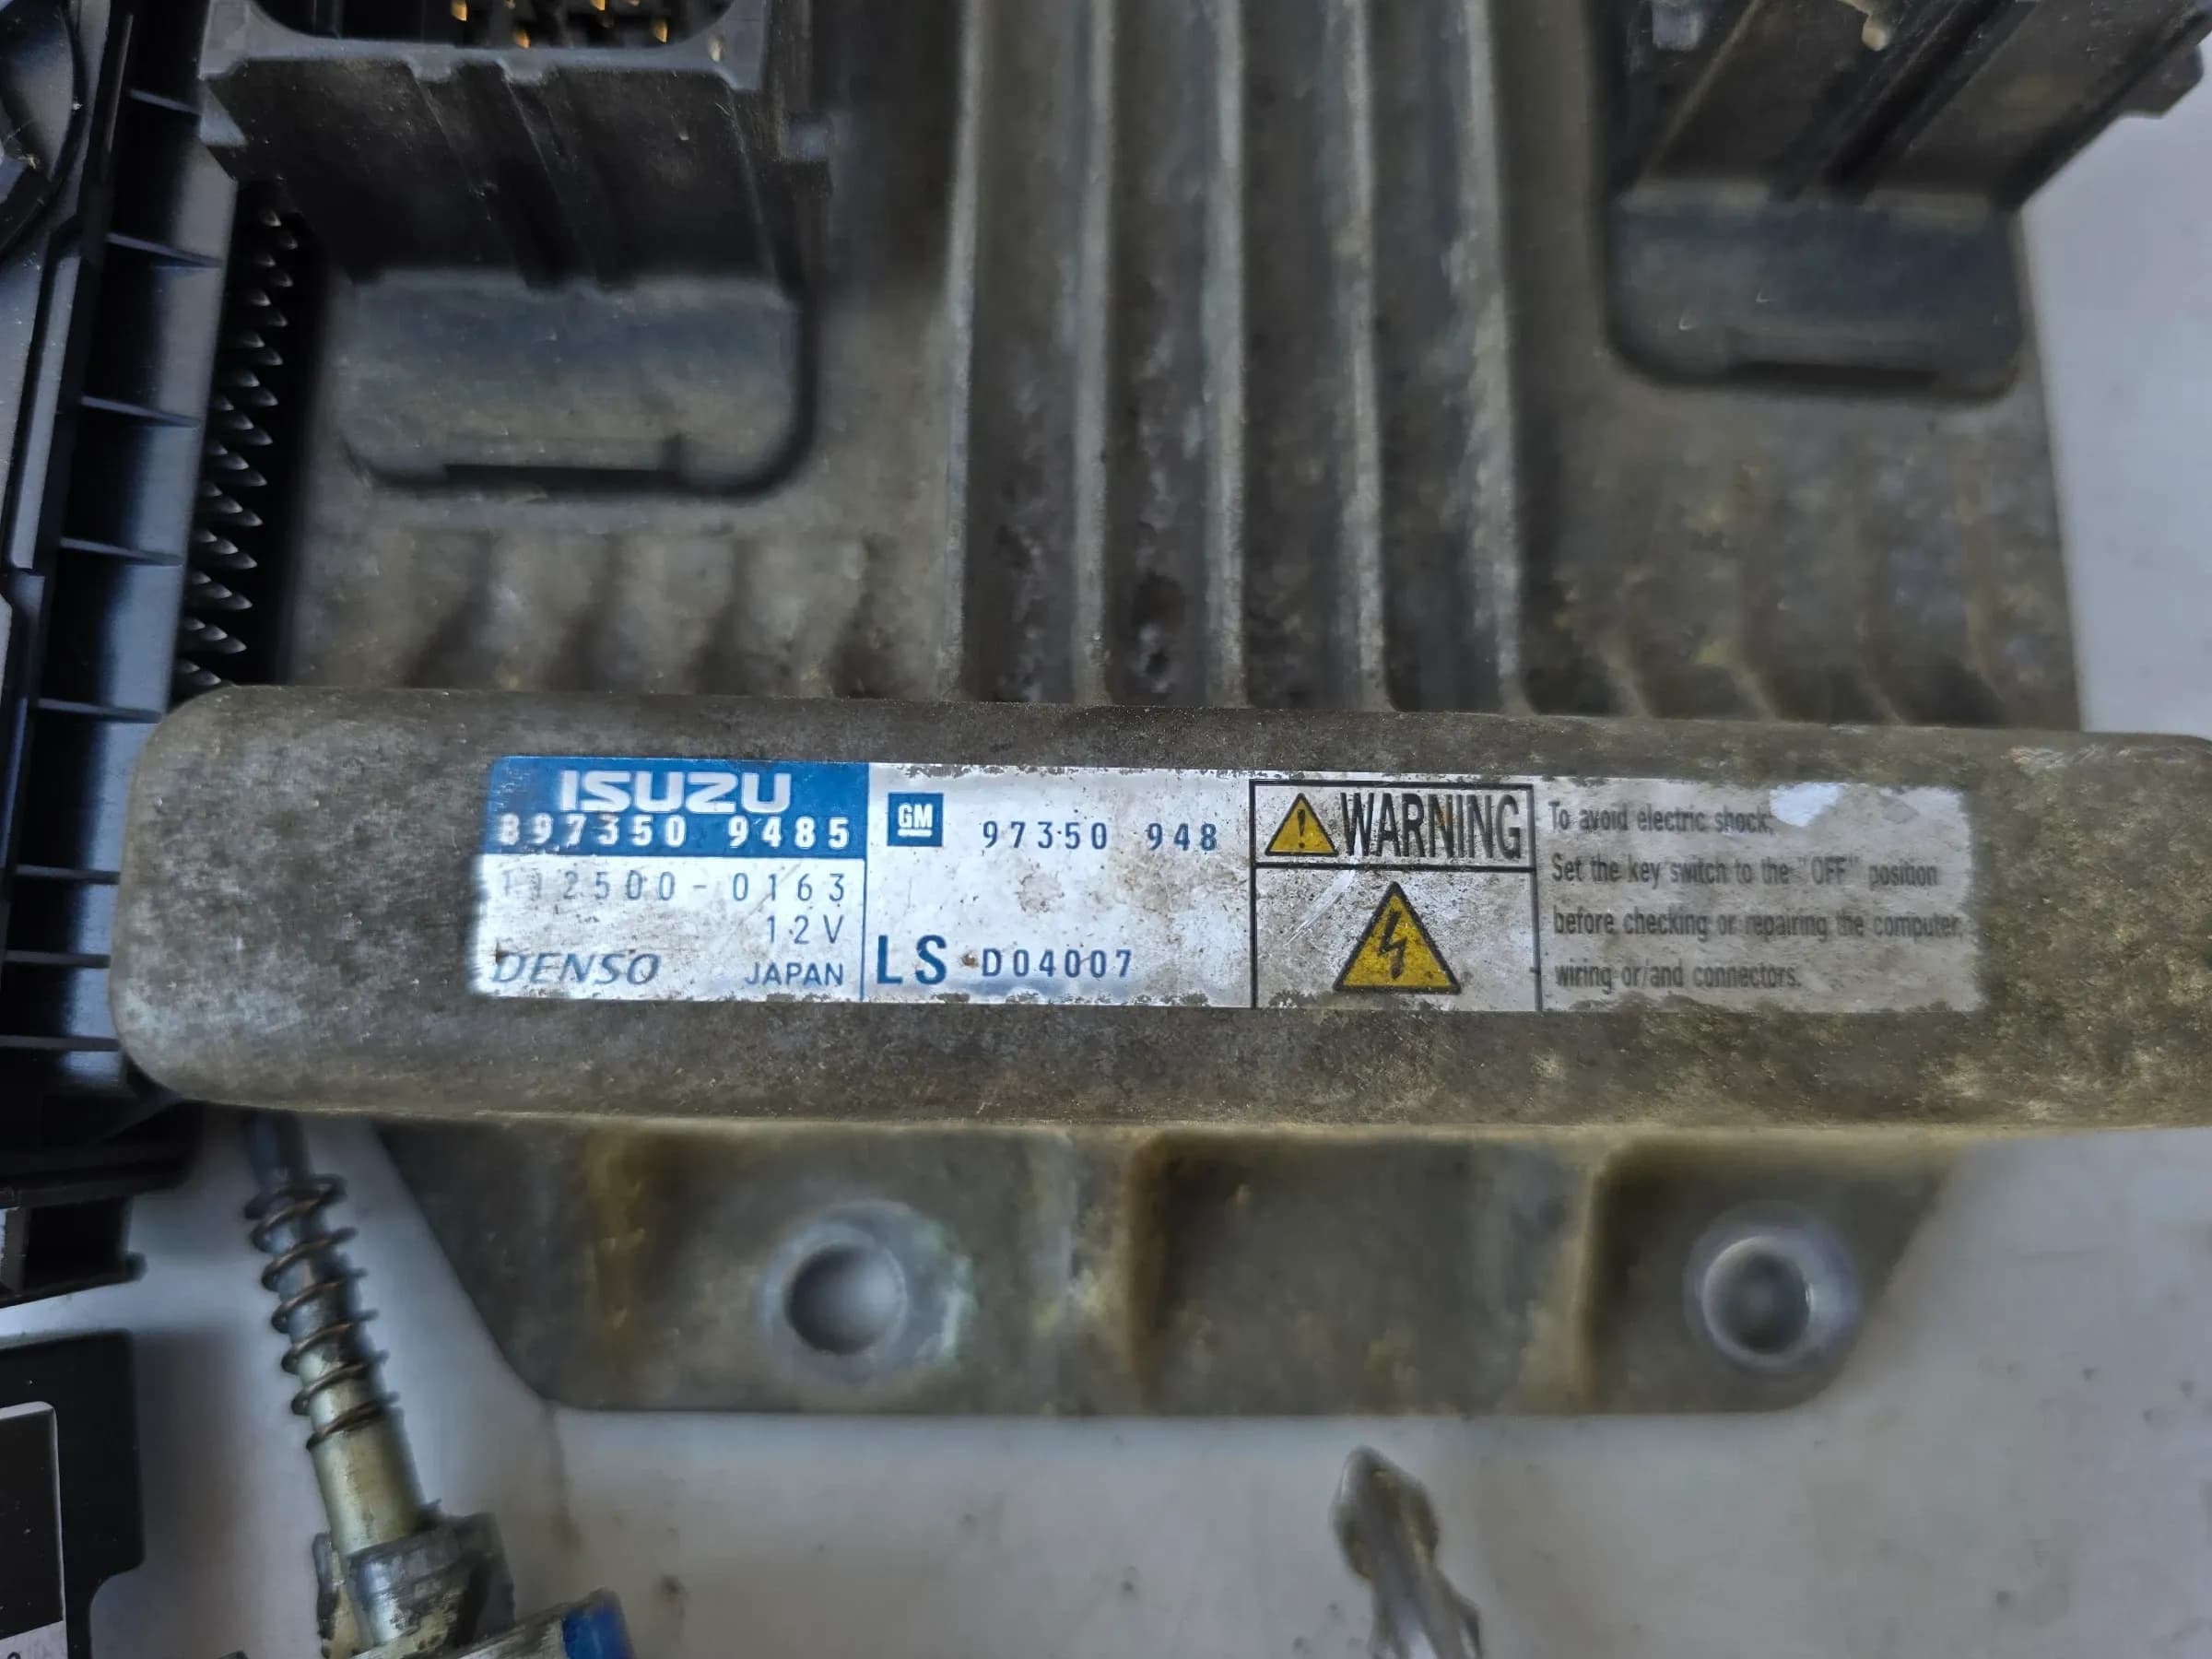 ISUZU
897350 9485
112500-0163
12V
DENSO JAPAN
GM 97350 948
LS D04007
WARNING
To avoid electric shock,
Set the key switch to the "OFF" position
before checking or repairing the computer,
wiring or/and connectors.